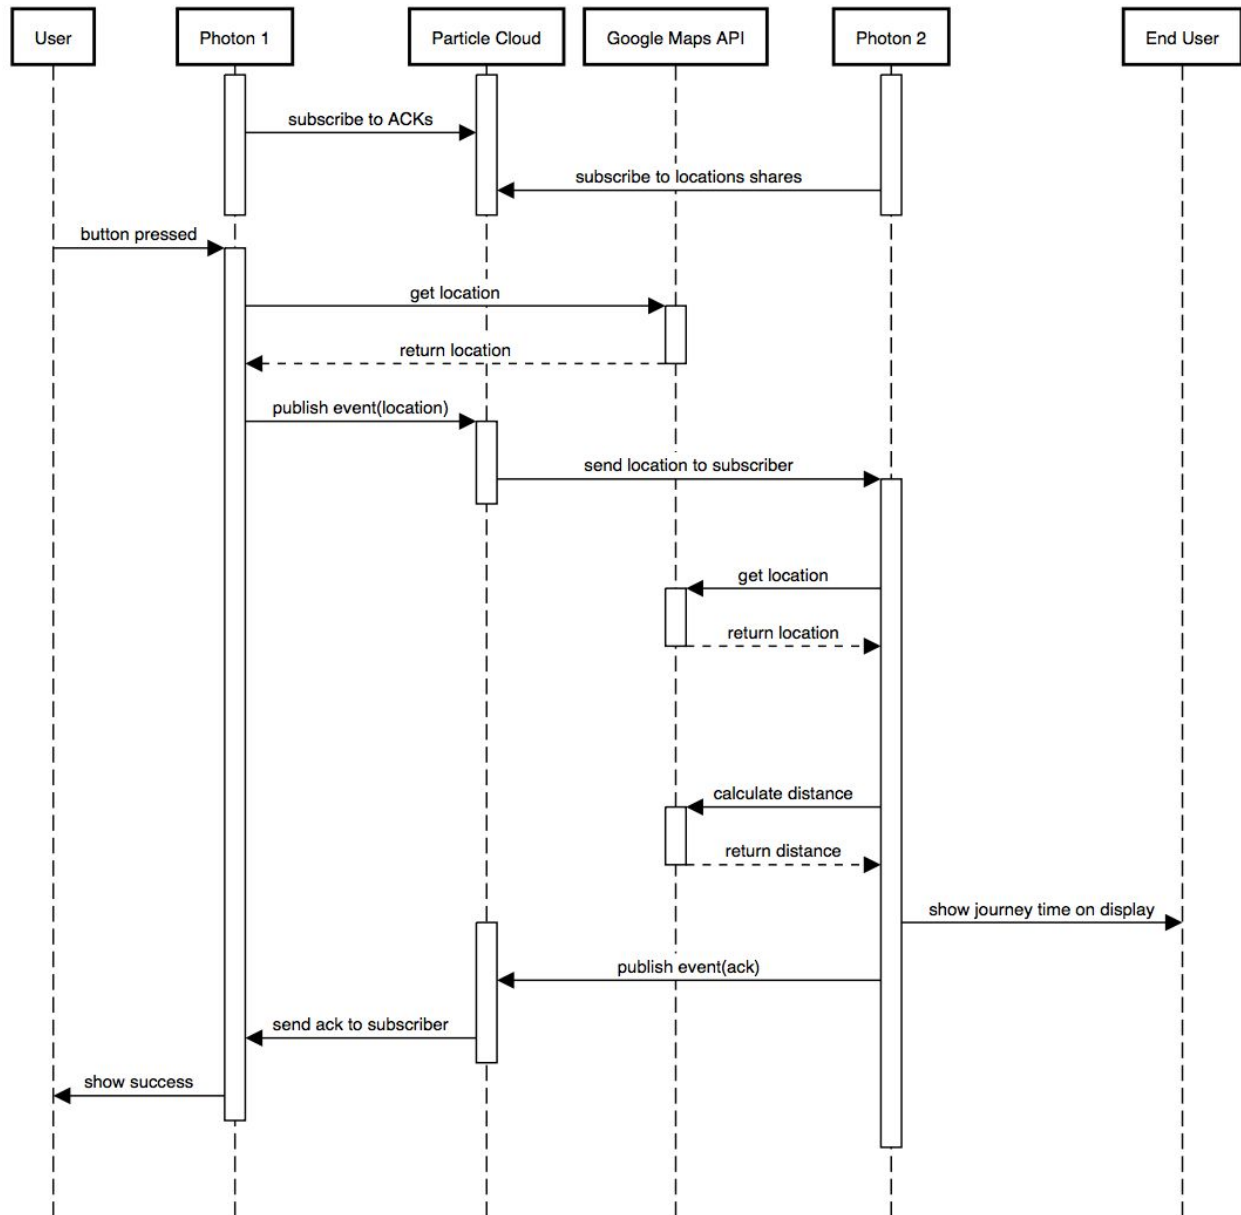 User
Photon 1
Particle Cloud
Google Maps API
Photon 2
End User
subscribe to ACKs
subscribe to locations shares
button pressed
get location
return location
publish event(location)
send location to subscriber
get location
return location
calculate distance
return distance
show journey time on display
publish event(ack)
send ack to subscriber
show success